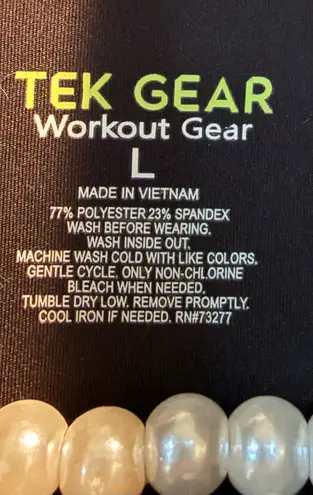 TEK GEAR
Workout Gear
L
MADE IN VIETNAM
77% POLYESTER 23% SPANDEX
WASH BEFORE WEARING.
WASH INSIDE OUT.
MACHINE WASH COLD WITH LIKE COLORS.
GENTLE CYCLE. ONLY NON-CHLORINE
BLEACH WHEN NEEDED.
TUMBLE DRY LOW. REMOVE PROMPTLY.
COOL IRON IF NEEDED. RN#73277